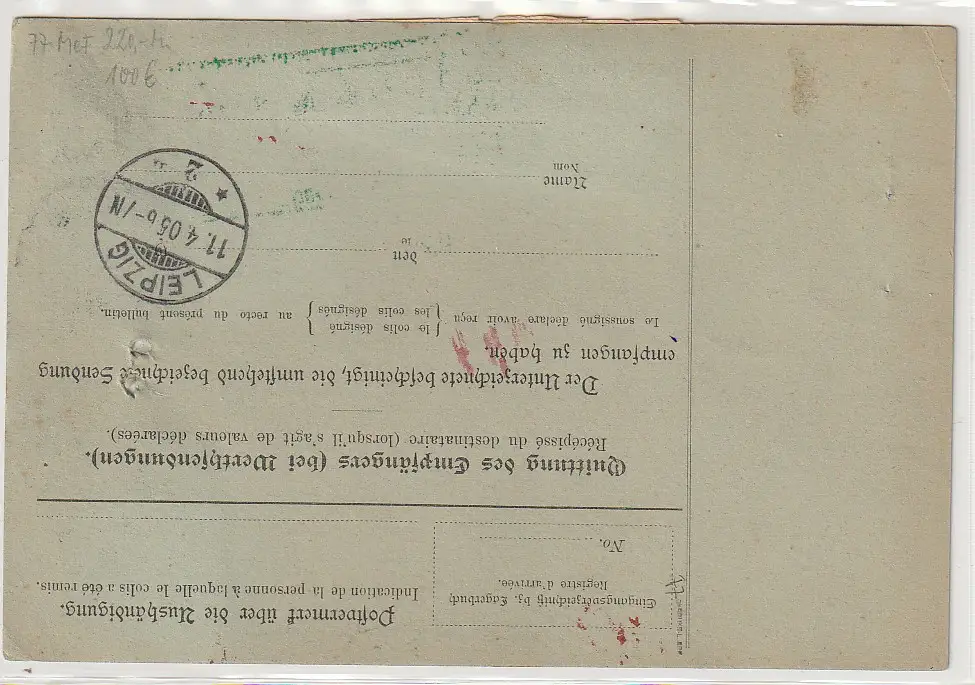 Postvermerk über die Aushändigung.
Indication de la personne à laquelle le colis a été remis.
Eingangsverzeichniß bz. Lagerbuch
Registre d'arrivée.
No.
Quittung des Empfängers (bei Werthsendungen).
Récépissé du destinataire (lorsqu'il s'agit de valeurs déclarées).
Der Unterzeichnete bescheinigt, die umstehend bezeichnete Sendung
empfangen zu haben.
Le soussigné déclare avoir reçu { le colis désigné / les colis désignés } au recto du présent bulletin.
den
le
Name
Nom
LEIPZIG
11.4.05 6-7N
* 2
220,-
100€